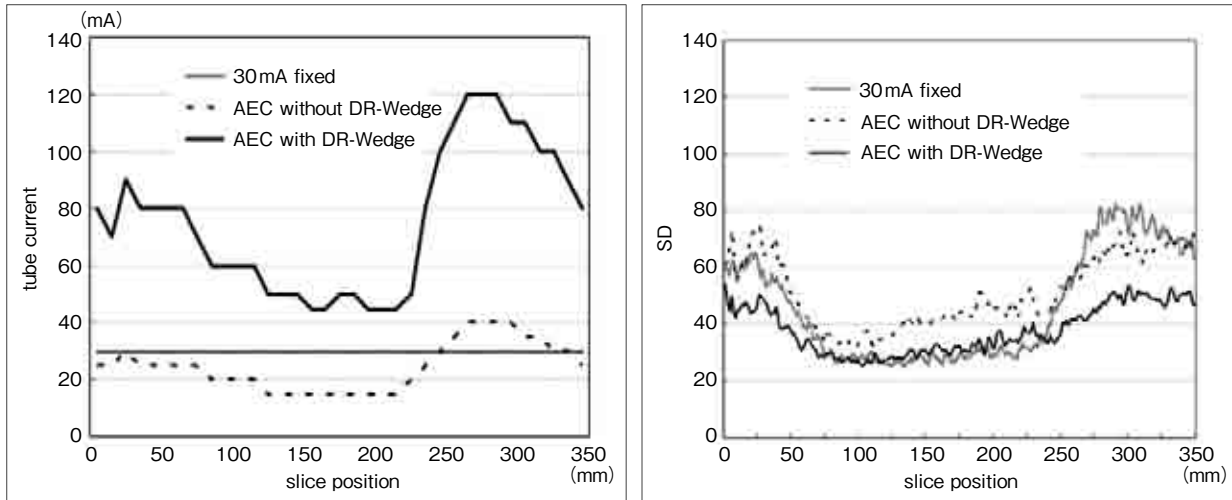 (mA)
140
120
100
80
60
40
20
0
tube current
30mA fixed
AEC without DR-Wedge
AEC with DR-Wedge
0 50 100 150 200 250 300 350
(mm)
slice position
140
120
100
80
60
40
20
0
SD
30mA fixed
AEC without DR-Wedge
AEC with DR-Wedge
0 50 100 150 200 250 300 350
(mm)
slice position